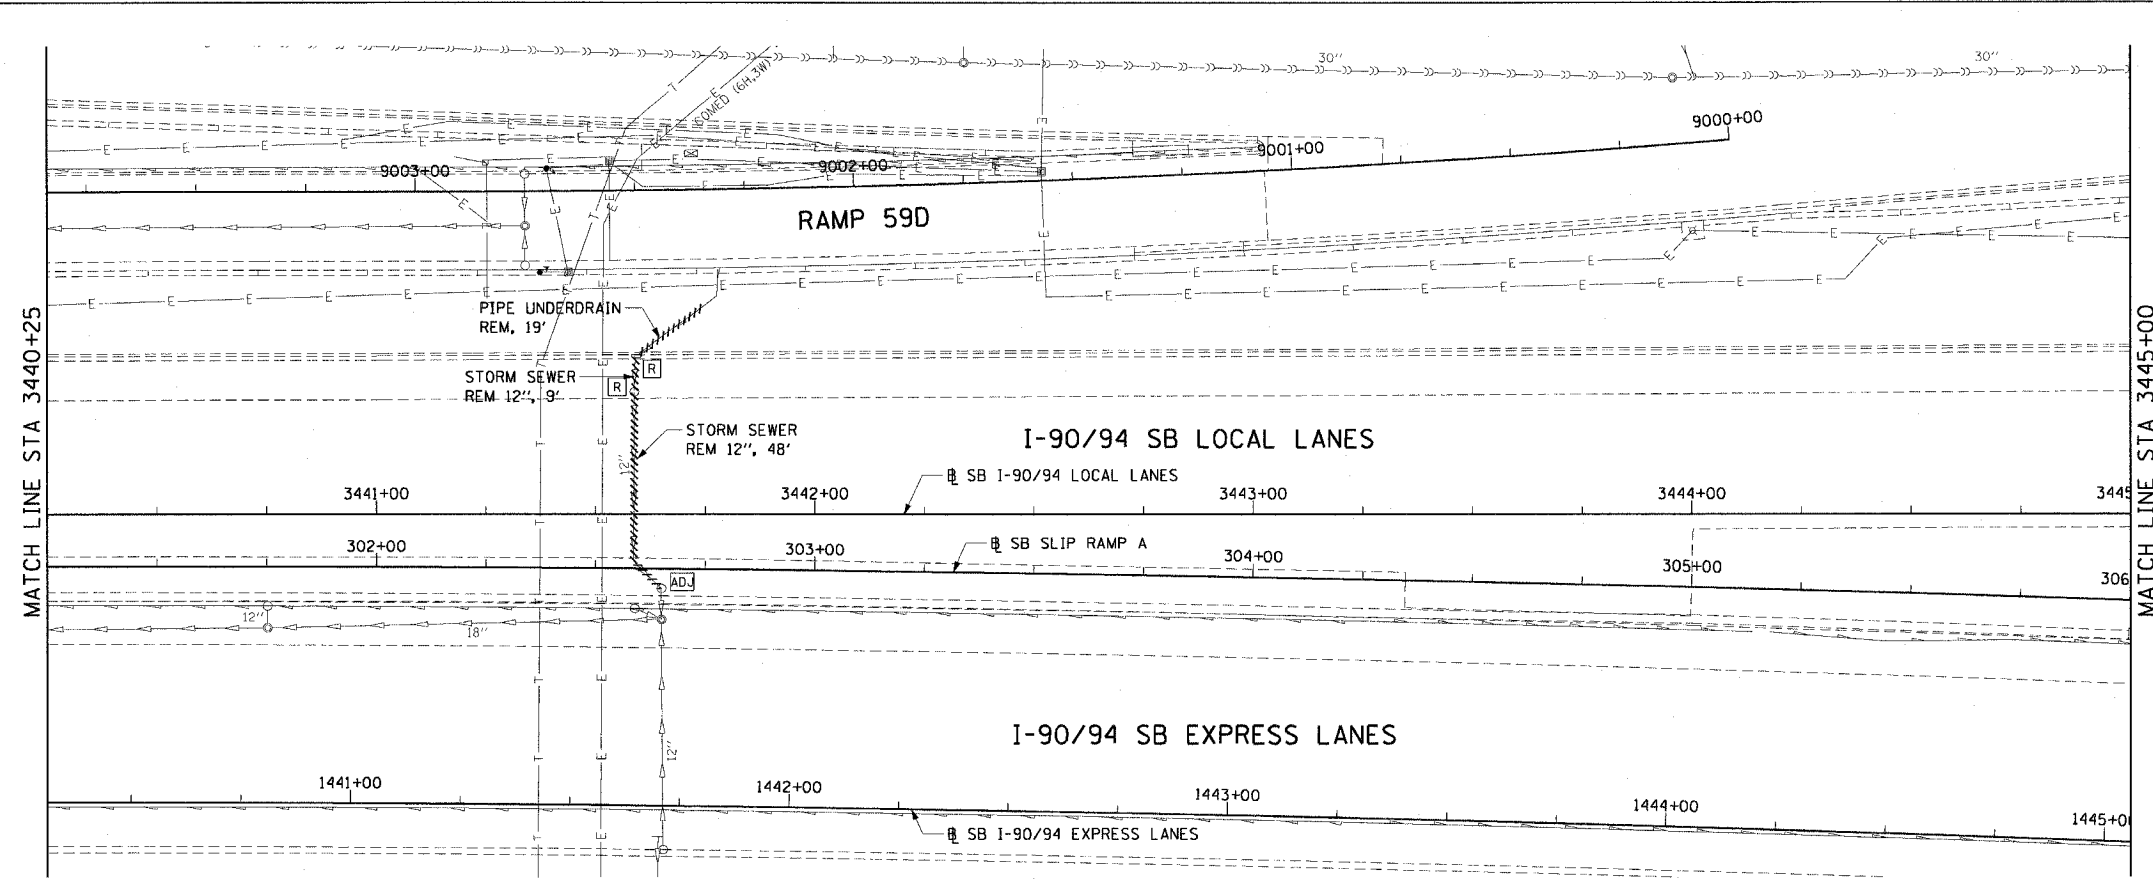 30''
30''
COMED (6H,3W)
9000+00
9001+00
9002+00
9003+00
RAMP 59D
PIPE UNDERDRAIN
REM, 19'
STORM SEWER
REM 12'', 9'
R
R
STORM SEWER
REM 12'', 48'
12''
I-90/94 SB LOCAL LANES
SB I-90/94 LOCAL LANES
3441+00
3442+00
3443+00
3444+00
3445
SB SLIP RAMP A
302+00
303+00
304+00
305+00
306
ADJ
12''
18''
12''
I-90/94 SB EXPRESS LANES
1441+00
1442+00
1443+00
1444+00
1445+0
SB I-90/94 EXPRESS LANES
MATCH LINE STA 3440+25
MATCH LINE STA 3445+00